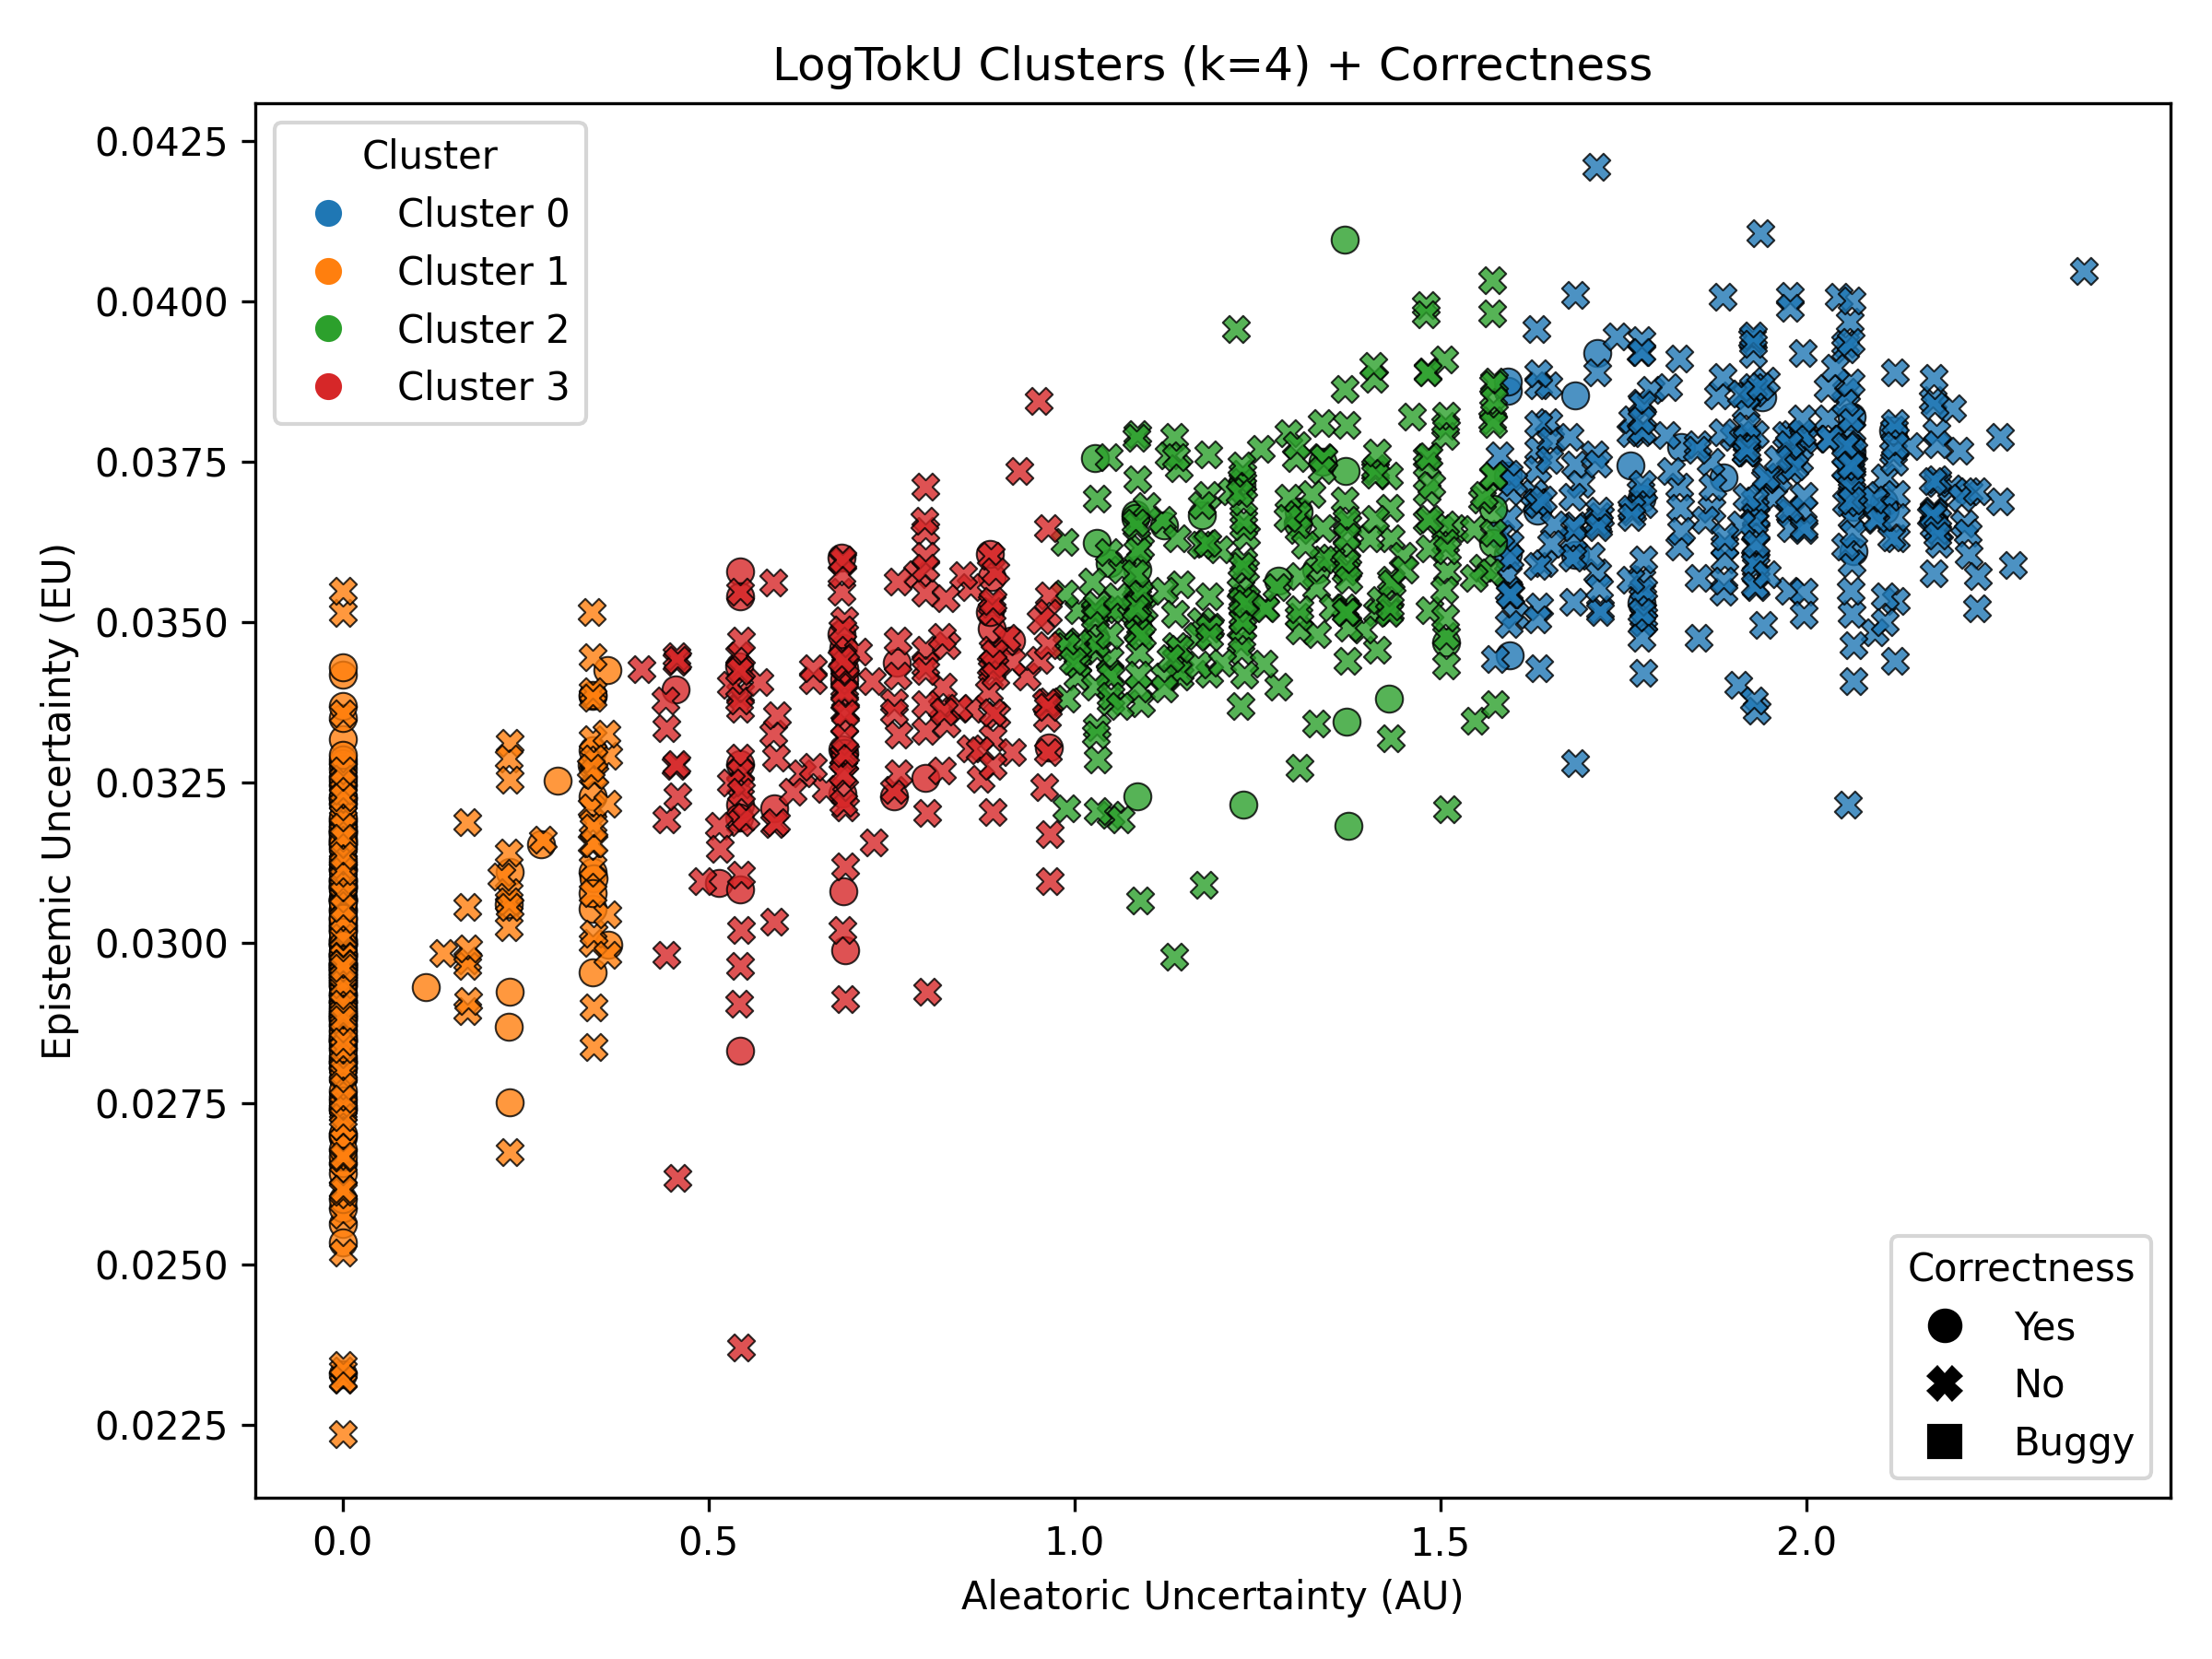 LogTokU Clusters (k=4) + Correctness
Cluster
Cluster 0
Cluster 1
Cluster 2
Cluster 3
0.0425
0.0400
0.0375
0.0350
0.0325
0.0300
0.0275
0.0250
0.0225
Epistemic Uncertainty (EU)
Correctness
Yes
No
Buggy
0.0 0.5 1.0 1.5 2.0
Aleatoric Uncertainty (AU)